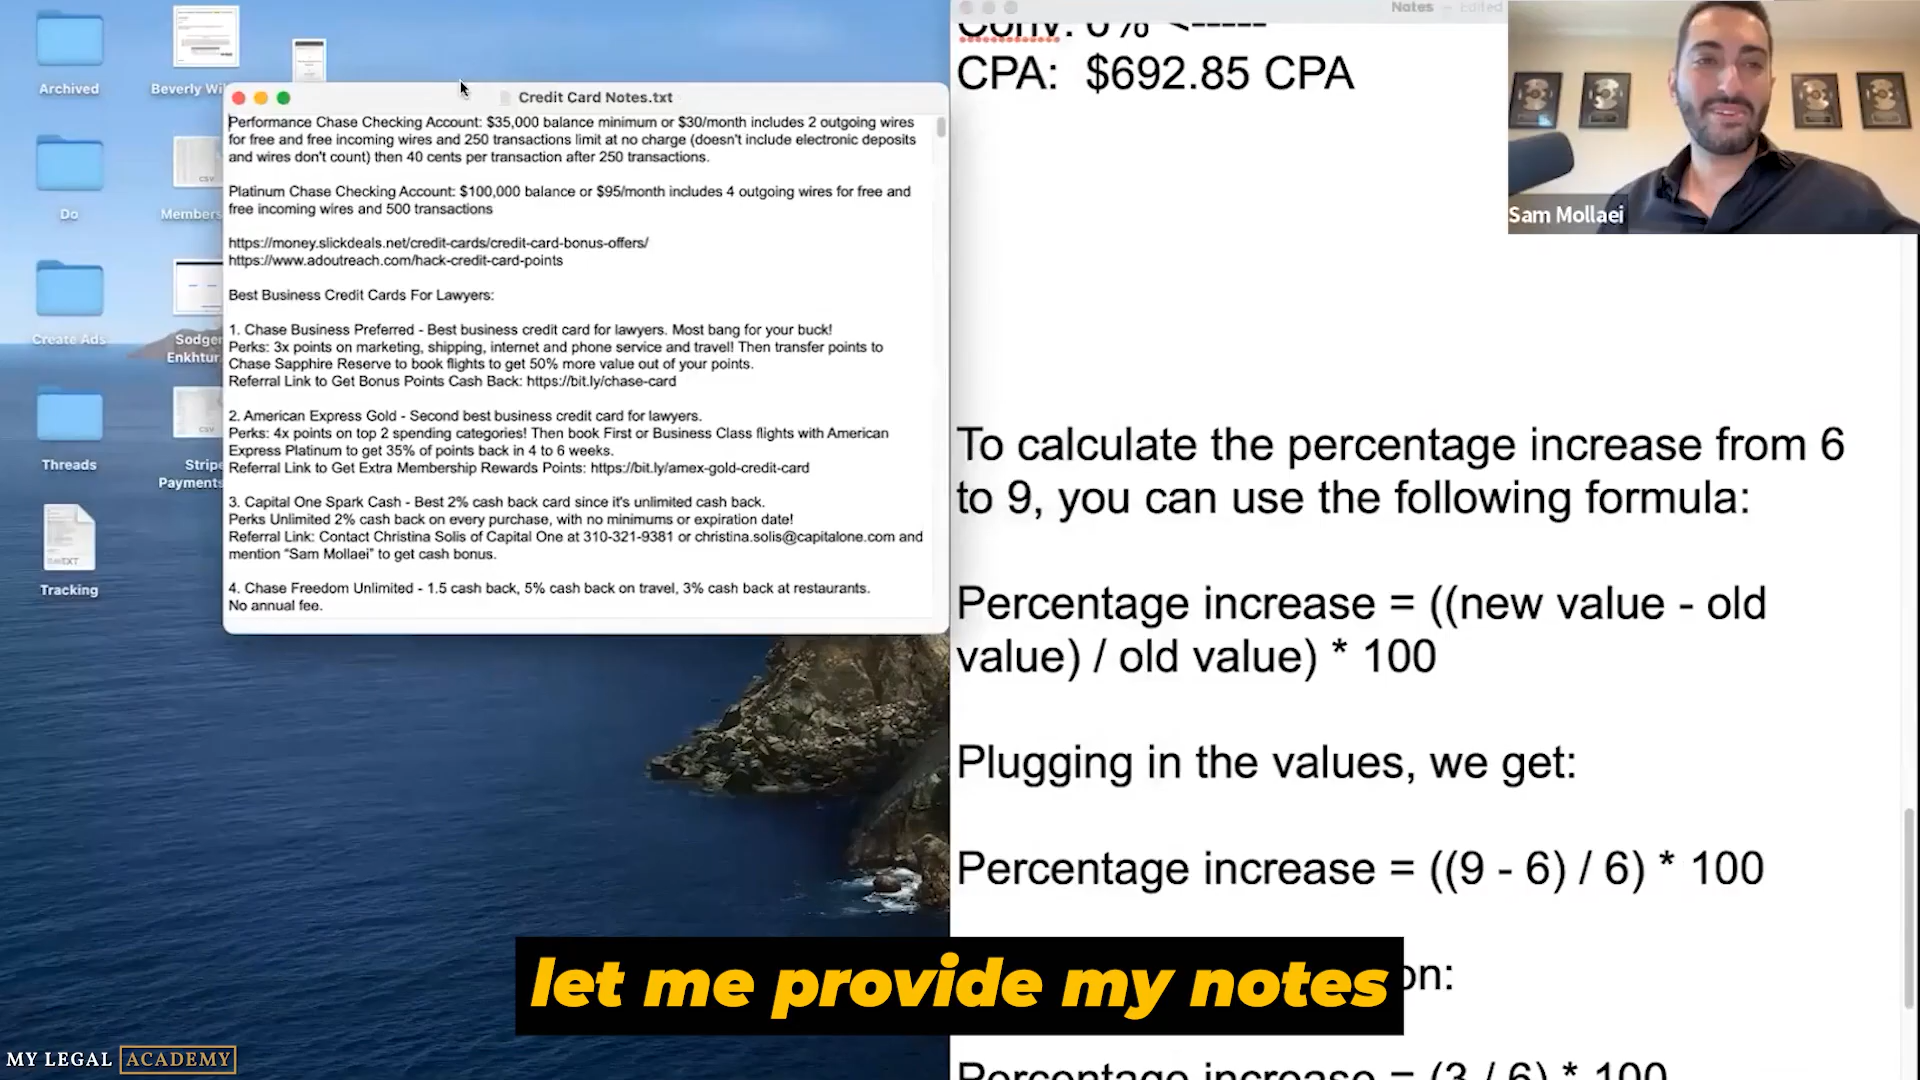 Archived
Beverly Wi
Do
Members
Create Ads
Sodger
Enkhtur
Threads
Stripe
Payments
Tracking
CSV
CSV
TEXT
Credit Card Notes.txt
Performance Chase Checking Account: $35,000 balance minimum or $30/month includes 2 outgoing wires
for free and free incoming wires and 250 transactions limit at no charge (doesn't include electronic deposits
and wires don't count) then 40 cents per transaction after 250 transactions.
Platinum Chase Checking Account: $100,000 balance or $95/month includes 4 outgoing wires for free and
free incoming wires and 500 transactions
https://money.slickdeals.net/credit-cards/credit-card-bonus-offers/
https://www.adoutreach.com/hack-credit-card-points
Best Business Credit Cards For Lawyers:
1. Chase Business Preferred - Best business credit card for lawyers. Most bang for your buck!
Perks: 3x points on marketing, shipping, internet and phone service and travel! Then transfer points to
Chase Sapphire Reserve to book flights to get 50% more value out of your points.
Referral Link to Get Bonus Points Cash Back: https://bit.ly/chase-card
2. American Express Gold - Second best business credit card for lawyers.
Perks: 4x points on top 2 spending categories! Then book First or Business Class flights with American
Express Platinum to get 35% of points back in 4 to 6 weeks.
Referral Link to Get Extra Membership Rewards Points: https://bit.ly/amex-gold-credit-card
3. Capital One Spark Cash - Best 2% cash back card since it's unlimited cash back.
Perks Unlimited 2% cash back on every purchase, with no minimums or expiration date!
Referral Link: Contact Christina Solis of Capital One at 310-321-9381 or christina.solis@capitalone.com and
mention “Sam Mollaei” to get cash bonus.
4. Chase Freedom Unlimited - 1.5 cash back, 5% cash back on travel, 3% cash back at restaurants.
No annual fee.
Notes — Edited
Conv: 6% <-----
CPA: $692.85 CPA
To calculate the percentage increase from 6
to 9, you can use the following formula:
Percentage increase = ((new value - old
value) / old value) * 100
Plugging in the values, we get:
Percentage increase = ((9 - 6) / 6) * 100
on:
Percentage increase = (3 / 6) * 100
Sam Mollaei
let me provide my notes
MY LEGAL ACADEMY